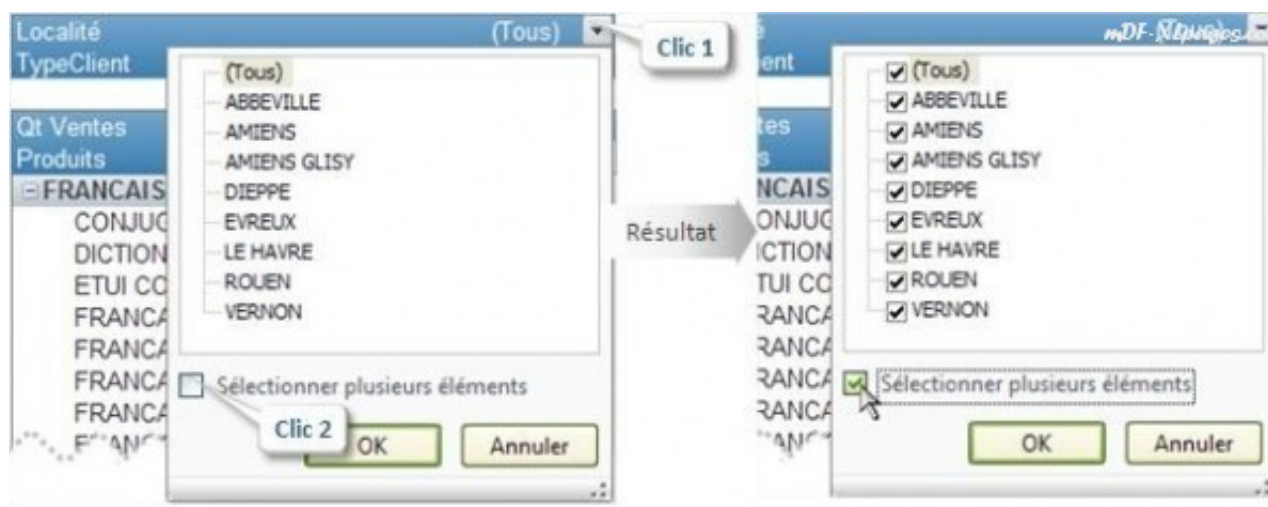 Localité (Tous)
TypeClient
Clic 1
(Tous)
ABBEVILLE
AMIENS
AMIENS GLISY
DIEPPE
EVREUX
LE HAVRE
ROUEN
VERNON
Qt Ventes
Produits
FRANCAIS
CONJUG
DICTION
ETUI CO
FRANCA
FRANCA
FRANCA
FRANCA
Sélectionner plusieurs éléments
Clic 2
OK Annuler
Résultat
é
ent
(Tous)
ABBEVILLE
AMIENS
AMIENS GLISY
DIEPPE
EVREUX
LE HAVRE
ROUEN
VERNON
tes
s
NCAIS
ONJUG
ICTION
TUI CO
RANCA
RANCA
RANCA
RANCA
Sélectionner plusieurs éléments
OK Annuler